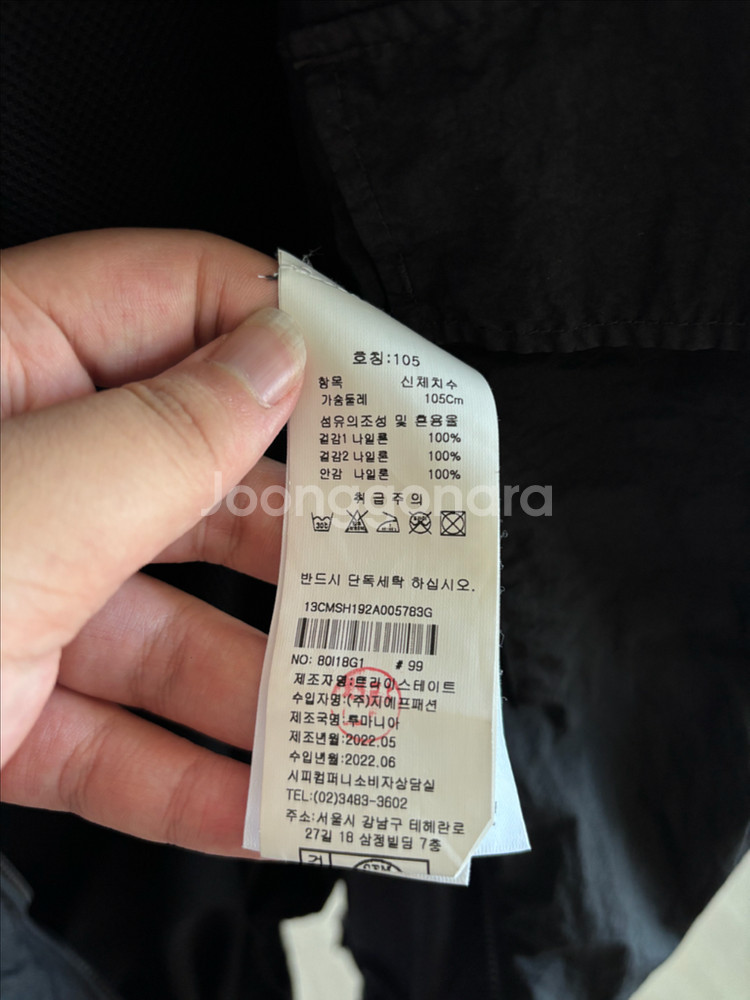 호칭:105
항목 신체치수
가슴둘레 105Cm
섬유의조성 및 혼용율
겉감1 나일론 100%
겉감2 나일론 100%
안감 나일론 100%
취급주의
Joonggonara
30℃
반드시 단독세탁 하십시오.
13CMSH192A005783G
NO: 80I18G1 # 99
제조자명:트라이스테이트
수입자명:(주)지에프패션
제조국명:루마니아
제조년월:2022.05
수입년월:2022.06
시피컴퍼니소비자상담실
TEL:(02)3483-3602
주소:서울시 강남구 테헤란로
27길 18 삼정빌딩 7층